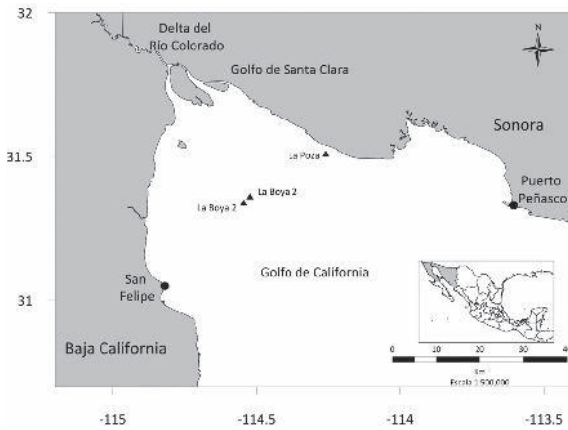 32
Delta del
Río Colorado
Golfo de Santa Clara
N
Sonora
31.5
La Poza
Puerto
Peñasco
La Boya 2
La Boya 2
San
Felipe
Golfo de California
31
Baja California
0 10 20 30 40
Km
Escala 1:500,000
-115 -114.5 -114 -113.5